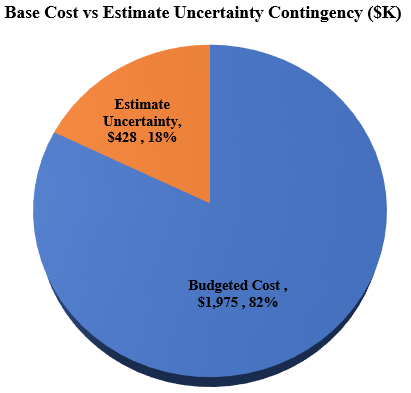 Base Cost vs Estimate Uncertainty Contingency ($K)
Estimate
Uncertainty,
$428 , 18%
Budgeted Cost ,
$1,975 , 82%